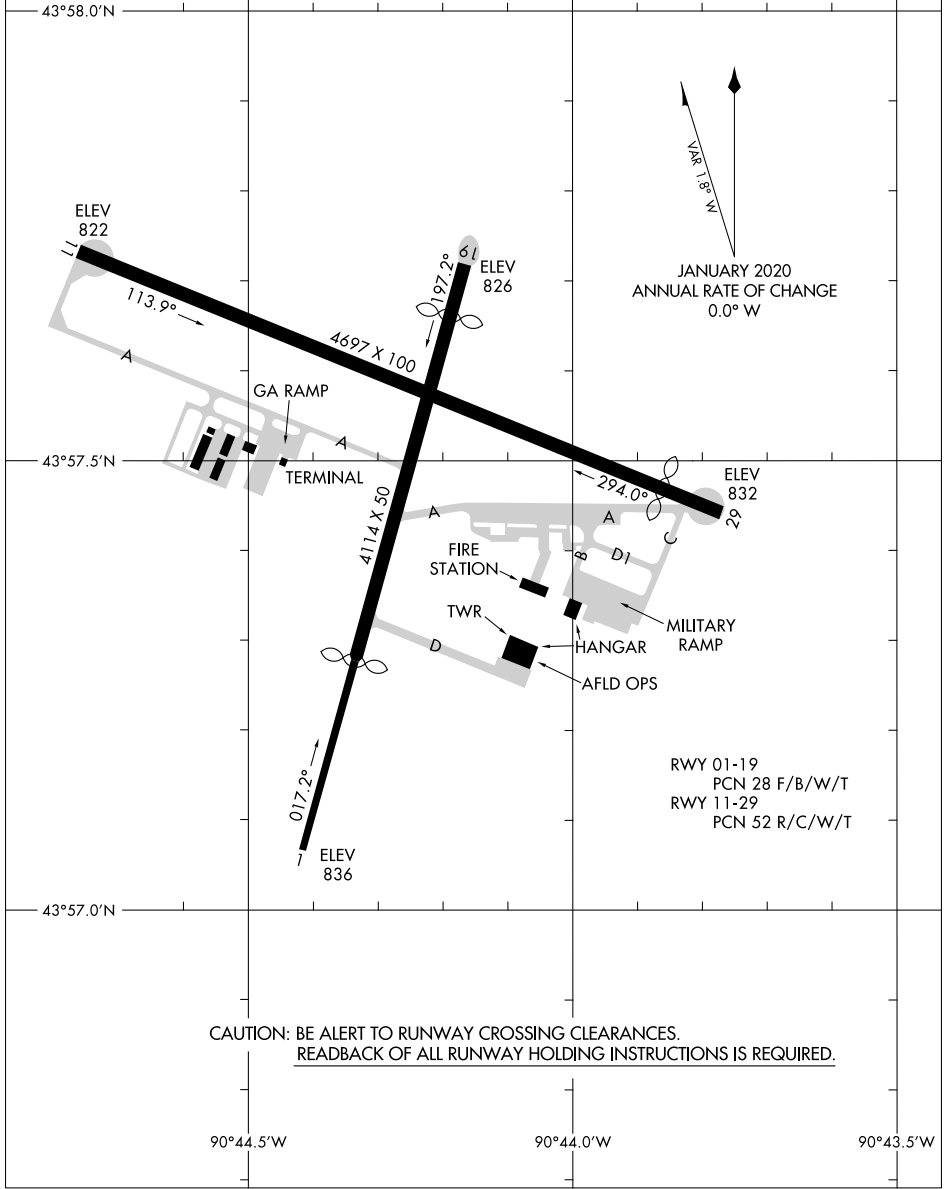 43°58.0'N
VAR 1.8° W
JANUARY 2020
ANNUAL RATE OF CHANGE
0.0° W
ELEV
822
11
113.9°
19
197.2°
ELEV
826
4697 X 100
A
GA RAMP
A
TERMINAL
43°57.5'N
294.0°
ELEV
832
29
4114 X 50
A
A
C
B
D1
FIRE
STATION
TWR
D
HANGAR
MILITARY
RAMP
AFLD OPS
017.2°
1
ELEV
836
RWY 01-19
PCN 28 F/B/W/T
RWY 11-29
PCN 52 R/C/W/T
43°57.0'N
CAUTION: BE ALERT TO RUNWAY CROSSING CLEARANCES.
READBACK OF ALL RUNWAY HOLDING INSTRUCTIONS IS REQUIRED.
90°44.5'W
90°44.0'W
90°43.5'W